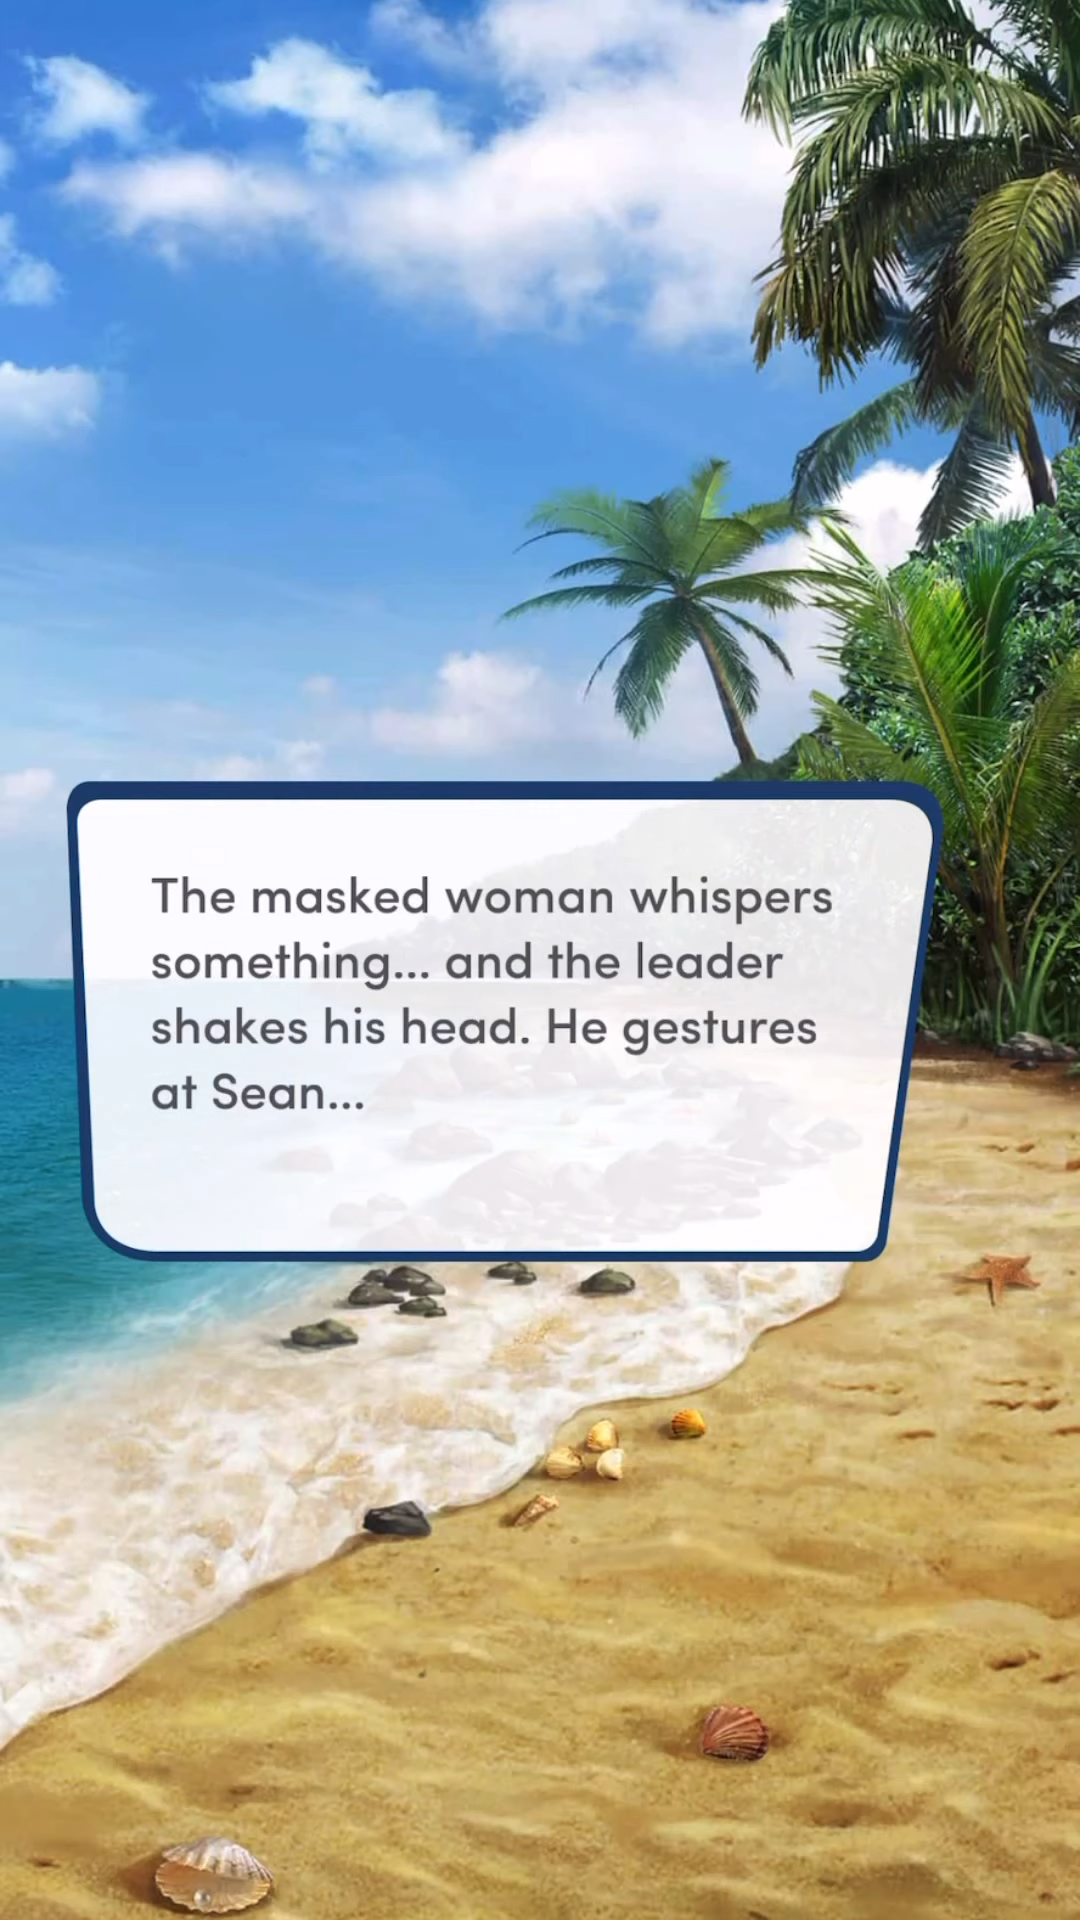 The masked woman whispers
something... and the leader
shakes his head. He gestures
at Sean...